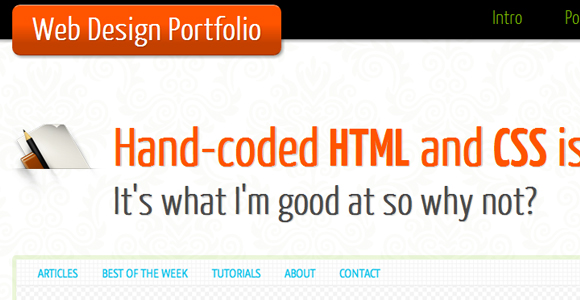 Web Design Portfolio
Intro
Hand-coded HTML and CSS is
It's what I'm good at so why not?
ARTICLES BEST OF THE WEEK TUTORIALS ABOUT CONTACT